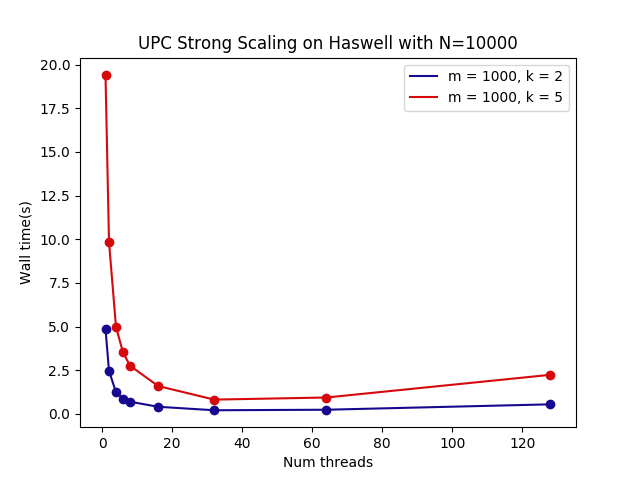 UPC Strong Scaling on Haswell with N=10000
m = 1000, k = 2
m = 1000, k = 5
Wall time(s)
20.0
17.5
15.0
12.5
10.0
7.5
5.0
2.5
0.0
0 20 40 60 80 100 120
Num threads